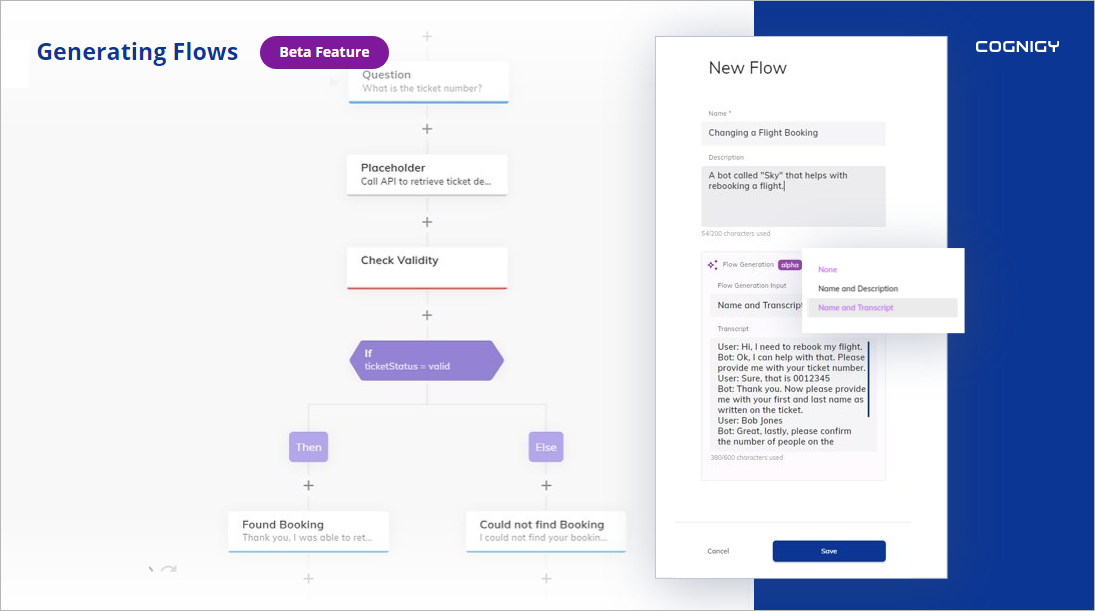 Generating Flows
Beta Feature
COGNIGY
Question
What is the ticket number?
Placeholder
Call API to retrieve ticket de...
Check Validity
If
ticketStatus = valid
Then
Else
Found Booking
Thank you, I was able to ret...
Could not find Booking
I could not find your bookin...
New Flow
Name *
Changing a Flight Booking
Description
A bot called "Sky" that helps with
rebooking a flight.
54/200 characters used
Flow Generation alpha
Flow Generation Input
Name and Transcript
None
Name and Description
Name and Transcript
Transcript
User: Hi, I need to rebook my flight.
Bot: Ok, I can help with that. Please
provide me with your ticket number.
User: Sure, that is 0012345
Bot: Thank you. Now please provide
me with your first and last name as
written on the ticket.
User: Bob Jones
Bot: Great, lastly, please confirm
the number of people on the
380/600 characters used
Cancel
Save